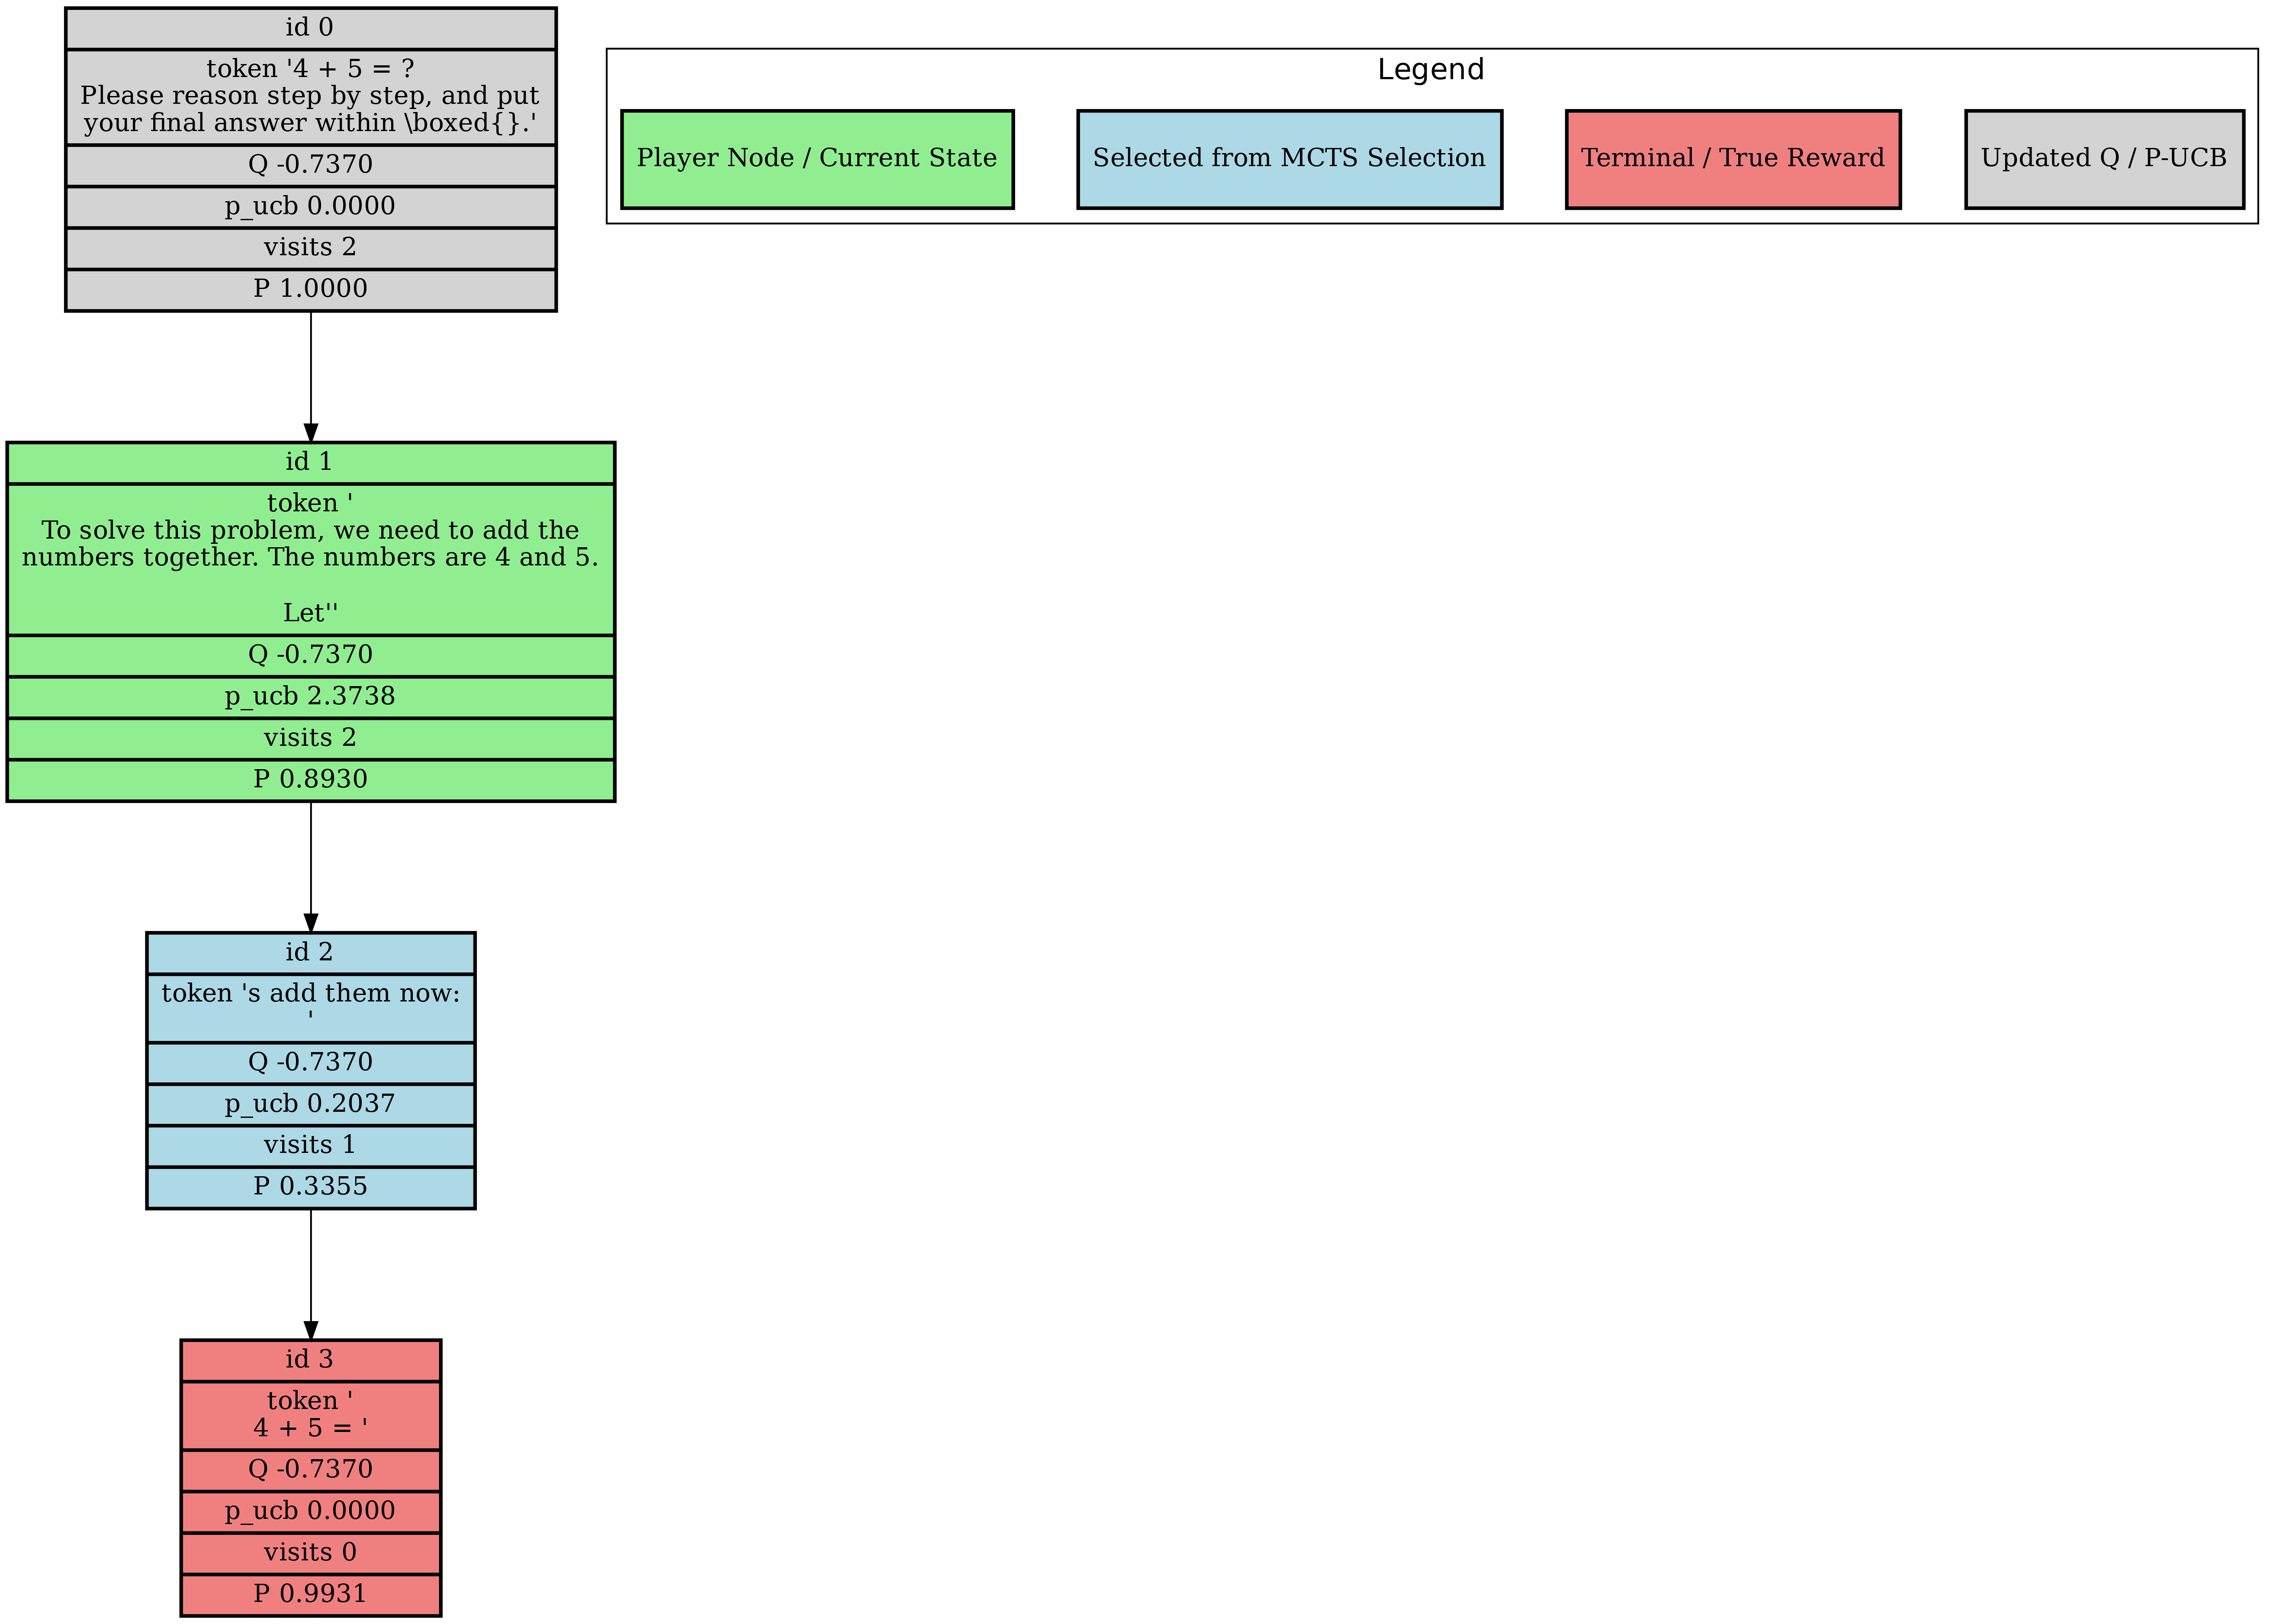 id 0
token '4 + 5 = ?
Please reason step by step, and put
your final answer within \boxed{}.'
Q -0.7370
p_ucb 0.0000
visits 2
P 1.0000
Legend
Player Node / Current State
Selected from MCTS Selection
Terminal / True Reward
Updated Q / P-UCB
id 1
token '
To solve this problem, we need to add the
numbers together. The numbers are 4 and 5.
Let''
Q -0.7370
p_ucb 2.3738
visits 2
P 0.8930
id 2
token 's add them now:
'
Q -0.7370
p_ucb 0.2037
visits 1
P 0.3355
id 3
token '
4 + 5 = '
Q -0.7370
p_ucb 0.0000
visits 0
P 0.9931